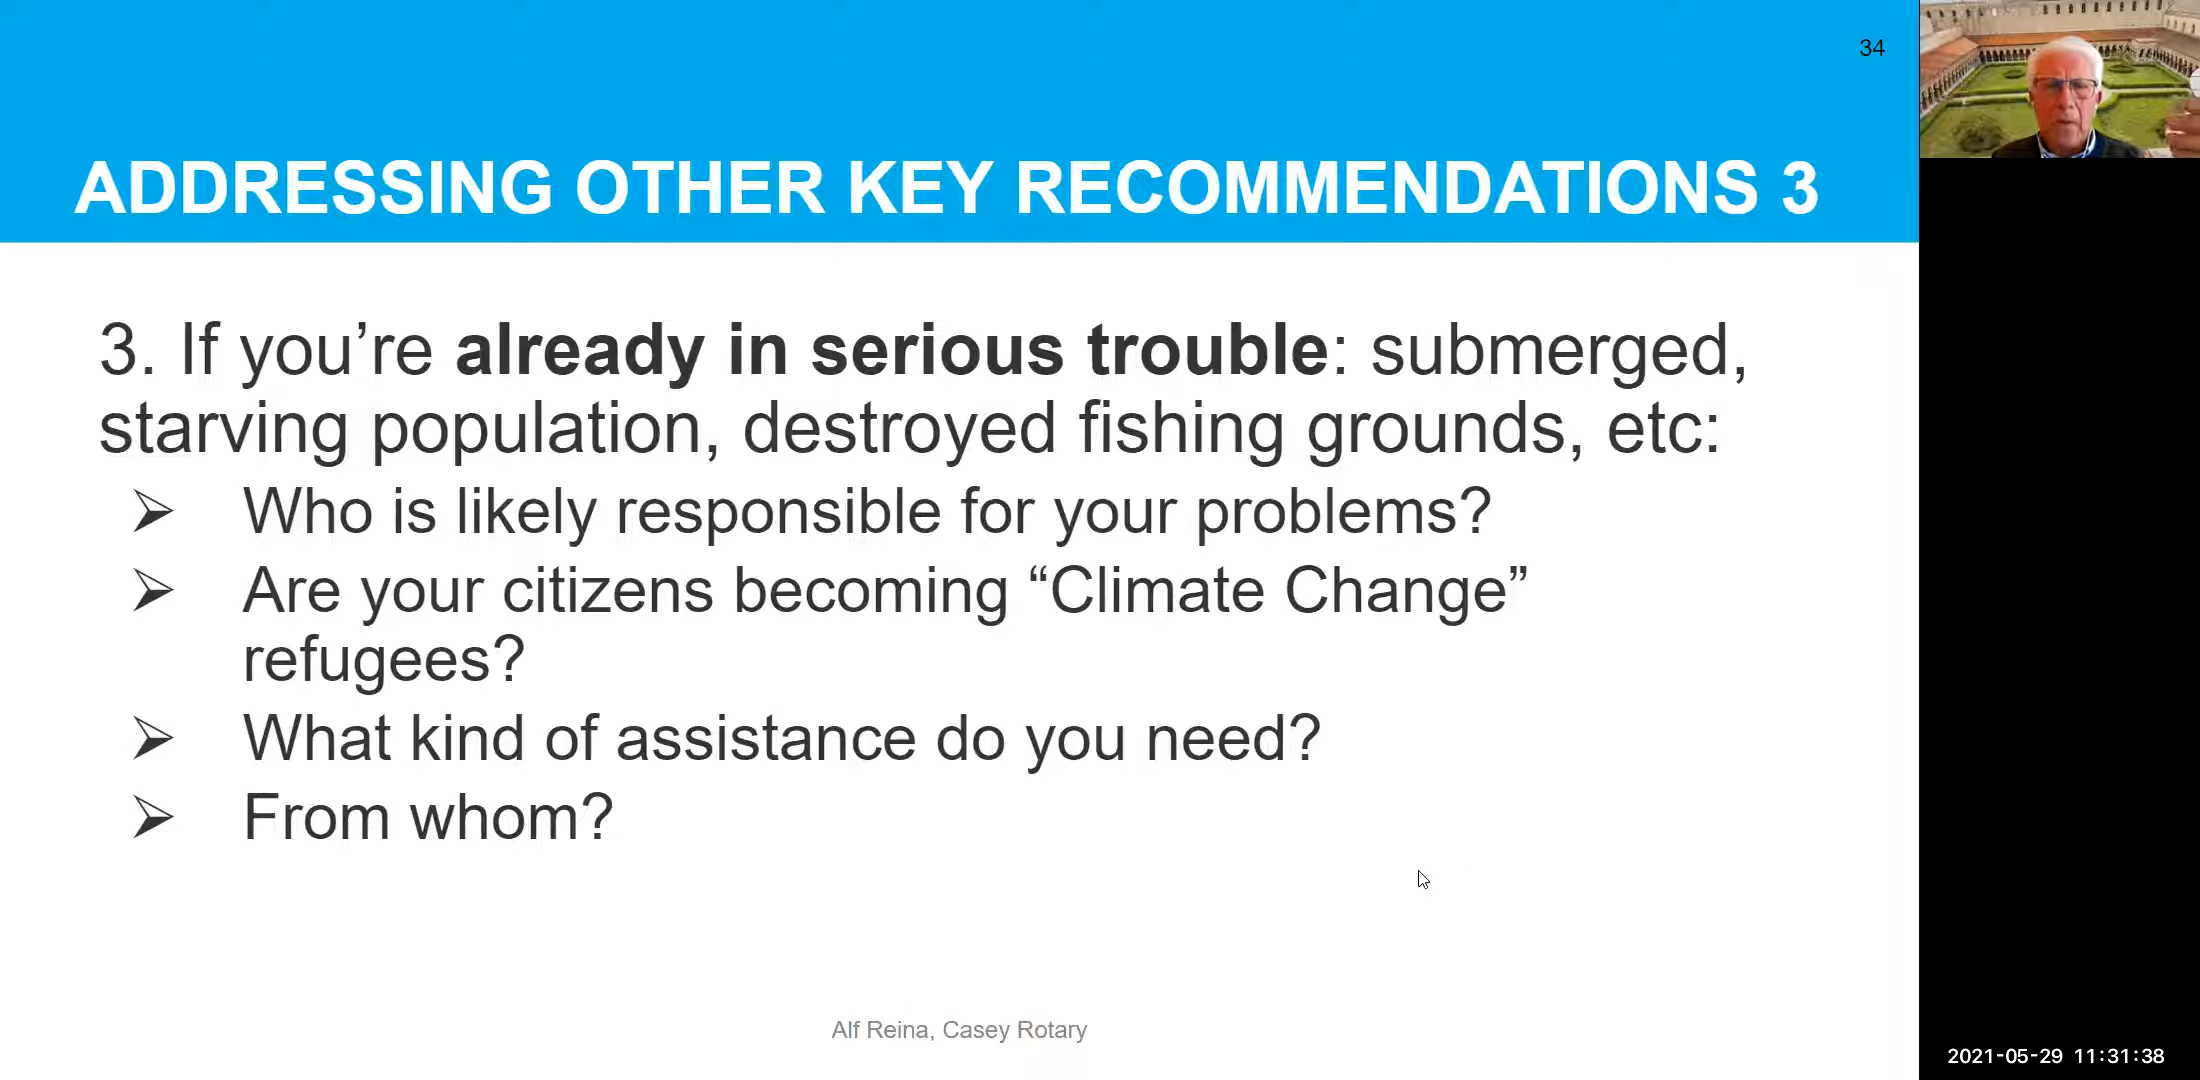 34
ADDRESSING OTHER KEY RECOMMENDATIONS 3
3. If you’re already in serious trouble: submerged,
starving population, destroyed fishing grounds, etc:
➢ Who is likely responsible for your problems?
➢ Are your citizens becoming “Climate Change”
refugees?
➢ What kind of assistance do you need?
➢ From whom?
Alf Reina, Casey Rotary
2021-05-29 11:31:38